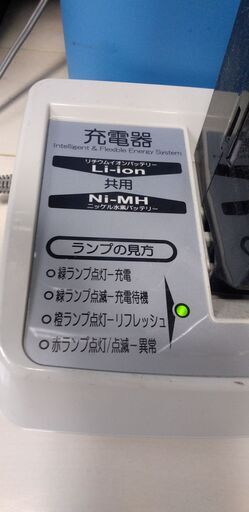 充電器
Intelligent & Flexible Energy System
リチウムイオンバッテリー
Li-ion
共用
Ni-MH
ニッケル水素バッテリー
ランプの見方
○緑ランプ点灯ー充電
○緑ランプ点滅ー充電待機
○橙ランプ点灯ーリフレッシュ
○赤ランプ点灯/点滅ー異常